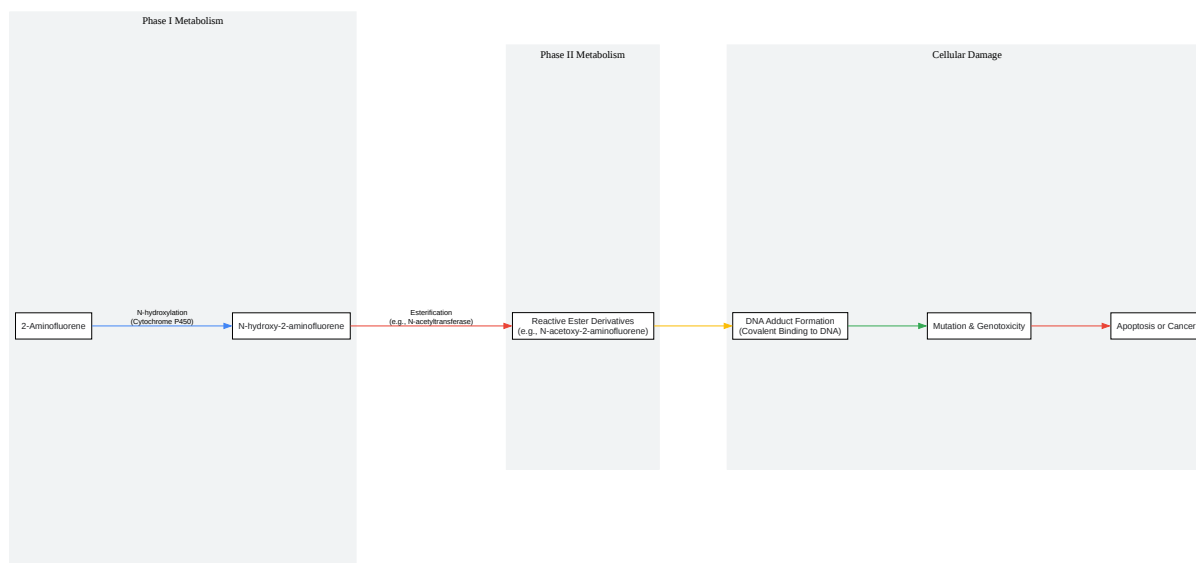 Phase I Metabolism
Phase II Metabolism
Cellular Damage
2-Aminofluorene
N-hydroxylation
(Cytochrome P450)
N-hydroxy-2-aminofluorene
Esterification
(e.g., N-acetyltransferase)
Reactive Ester Derivatives
(e.g., N-acetoxy-2-aminofluorene)
DNA Adduct Formation
(Covalent Binding to DNA)
Mutation & Genotoxicity
Apoptosis or Cancer